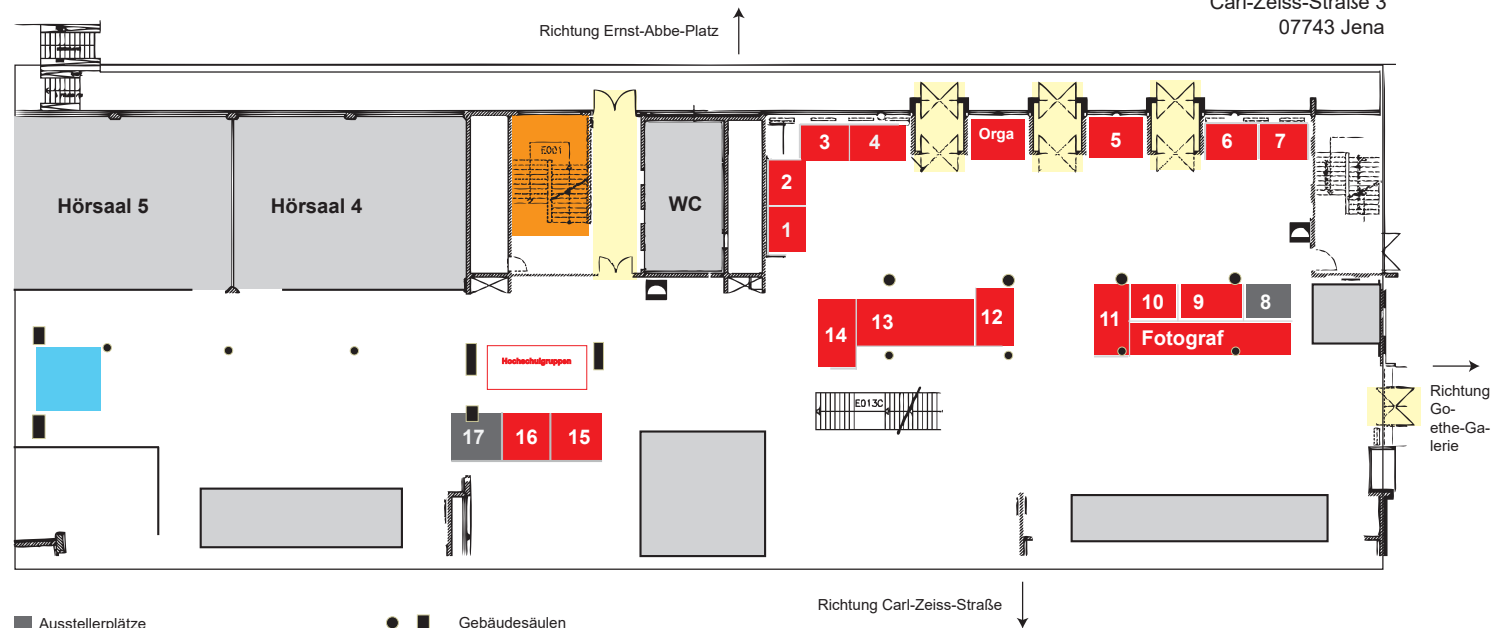 Carl-Zeiss-Straße 3
07743 Jena
Richtung Ernst-Abbe-Platz
3
4
Orga
5
6
7
E001
2
1
WC
Hörsaal 5
Hörsaal 4
14
13
12
11
10
9
8
Fotograf
Hochschulgruppen
E013C
17
16
15
Richtung
Go-
ethe-Ga-
lerie
Richtung Carl-Zeiss-Straße
Ausstellerplätze
Gebäudesäulen